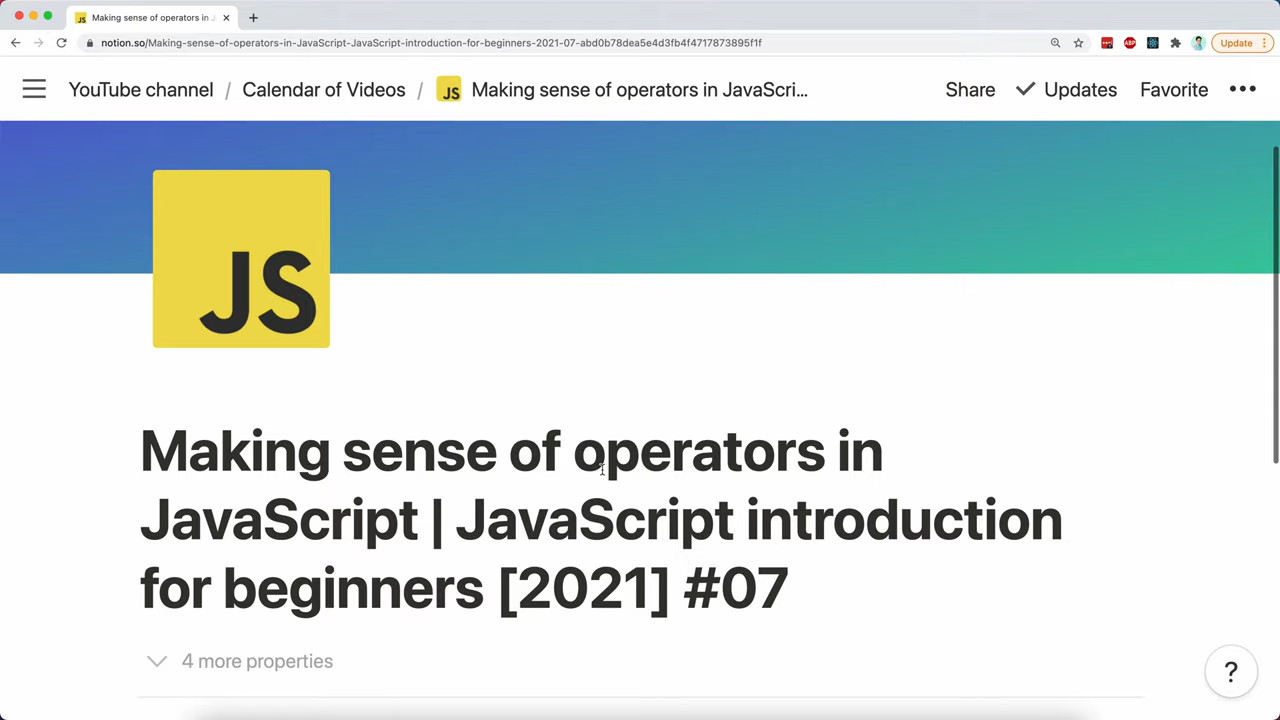 Making sense of operators in J
notion.so/Making-sense-of-operators-in-JavaScript-JavaScript-introduction-for-beginners-2021-07-abd0b78dea5e4d3fb4f4717873895f1f
ABP
Update
YouTube channel / Calendar of Videos / JS Making sense of operators in JavaScri...
Share Updates Favorite
JS
Making sense of operators in
JavaScript | JavaScript introduction
for beginners [2021] #07
4 more properties
?